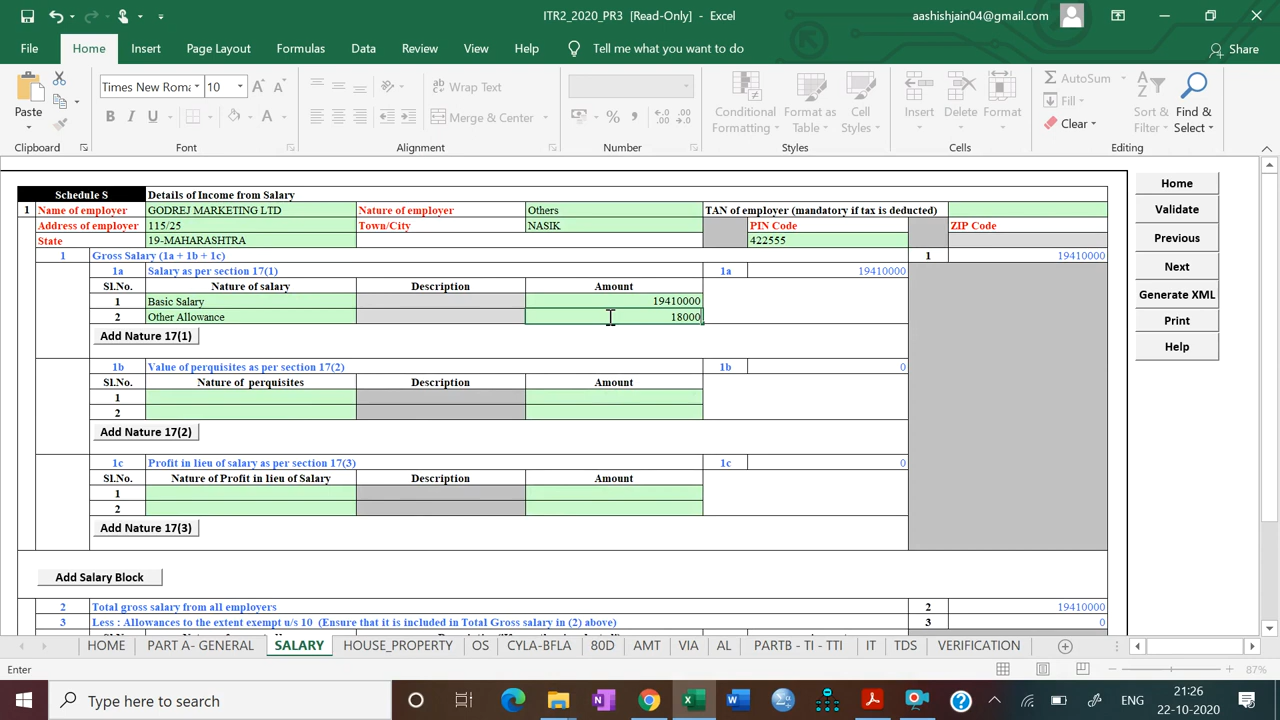 ITR2_2020_PR3 [Read-Only] - Excel
aashishjain04@gmail.com
File Home Insert Page Layout Formulas Data Review View Help Tell me what you want to do Share
Paste
Clipboard
Times New Roma 10
B I U
Font
Wrap Text
Merge & Center
Alignment
Number
Conditional Formatting
Format as Table
Cell Styles
Styles
Insert Delete Format
Cells
AutoSum
Fill
Clear
Sort & Filter
Find & Select
Editing
Schedule S Details of Income from Salary
1 Name of employer GODREJ MARKETING LTD Nature of employer Others TAN of employer (mandatory if tax is deducted)
Address of employer 115/25 Town/City NASIK PIN Code ZIP Code
State 19-MAHARASHTRA 422555
1 Gross Salary (1a + 1b + 1c) 1 19410000
1a Salary as per section 17(1) 1a 19410000
Sl.No. Nature of salary Description Amount
1 Basic Salary 19410000
2 Other Allowance 18000
Add Nature 17(1)
1b Value of perquisites as per section 17(2) 1b 0
Sl.No. Nature of perquisites Description Amount
1
2
Add Nature 17(2)
1c Profit in lieu of salary as per section 17(3) 1c 0
Sl.No. Nature of Profit in lieu of Salary Description Amount
1
2
Add Nature 17(3)
Add Salary Block
2 Total gross salary from all employers 2 19410000
3 Less : Allowances to the extent exempt u/s 10 (Ensure that it is included in Total Gross salary in (2) above) 3 0
Home
Validate
Previous
Next
Generate XML
Print
Help
HOME PART A- GENERAL SALARY HOUSE_PROPERTY OS CYLA-BFLA 80D AMT VIA AL PARTB - TI - TTI IT TDS VERIFICATION
Enter
87%
Type here to search
ENG
21:26
22-10-2020